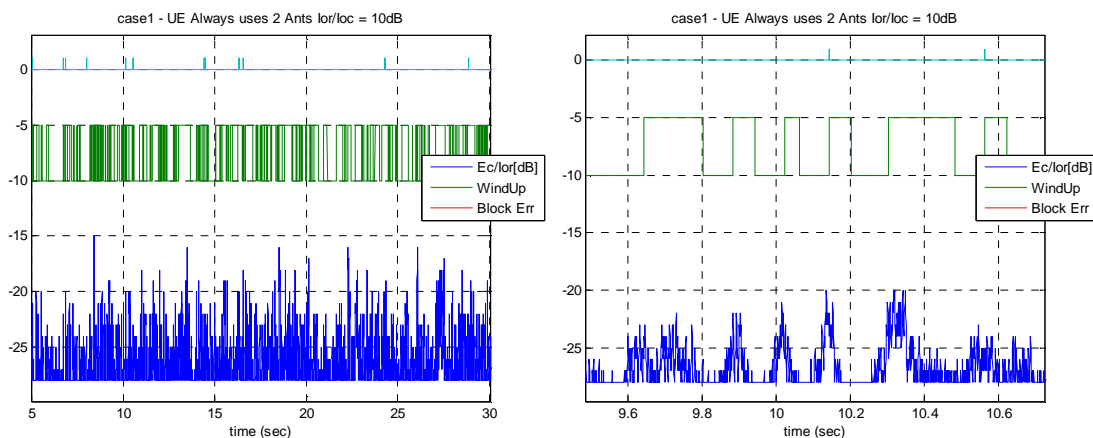 case1 - UE Always uses 2 Ants Ior/Ioc = 10dB
0
-5
-10
-15
-20
-25
5
10
15
20
25
30
time (sec)
Ec/Ior[dB]
WindUp
Block Err
case1 - UE Always uses 2 Ants Ior/Ioc = 10dB
0
-5
-10
-15
-20
-25
9.6
9.8
10
10.2
10.4
10.6
time (sec)
Ec/Ior[dB]
WindUp
Block Err